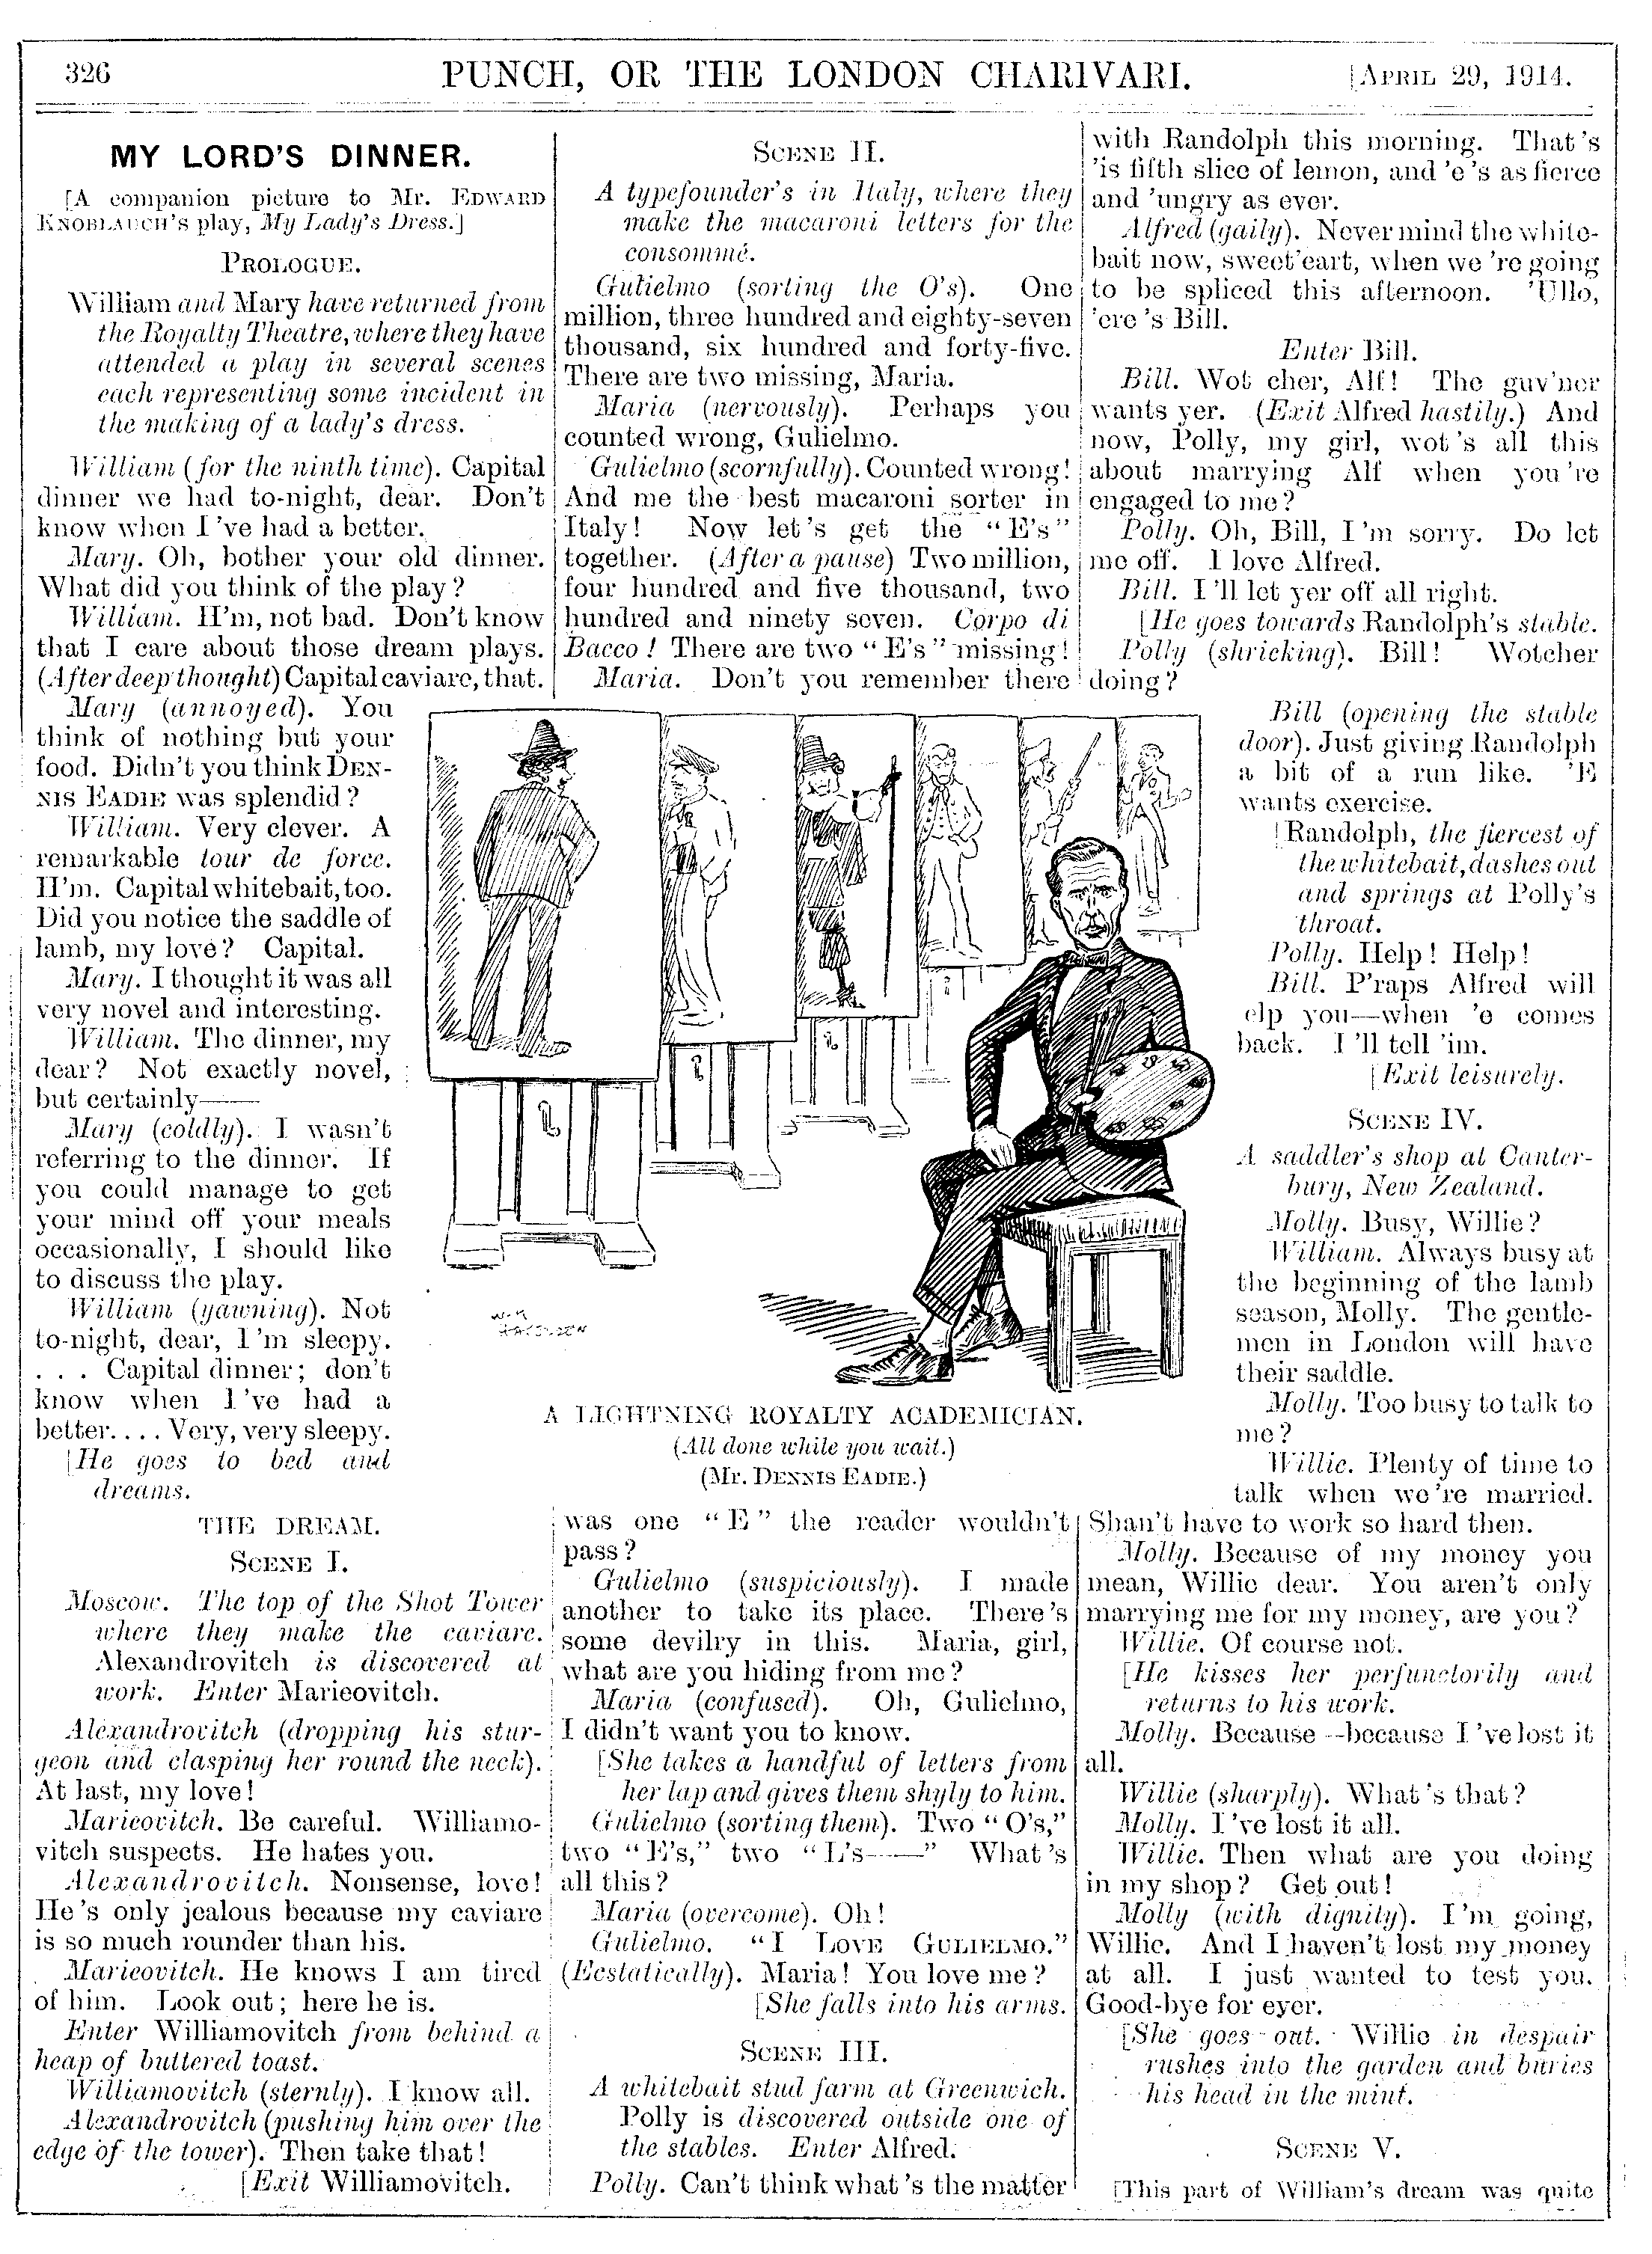 326
PUNCH, OR THE LONDON CHARIVARI.
[APRIL 29, 1914.
MY LORD'S DINNER.
[A companion picture to Mr. EDWARD
KNOBLAUCH'S play, My Lady's Dress.]
PROLOGUE.
William and Mary have returned from
the Royalty Theatre, where they have
attended a play in several scenes
each representing some incident in
the making of a lady's dress.
William (for the ninth time). Capital
dinner we had to-night, dear. Don't
know when I've had a better.
Mary. Oh, bother your old dinner.
What did you think of the play?
William. H'm, not bad. Don't know
that I care about those dream plays.
(After deep thought) Capital caviare, that.
Mary (annoyed). You
think of nothing but your
food. Didn't you think DEN-
NIS EADIE was splendid?
William. Very clever. A
remarkable tour de force.
H'm. Capital whitebait, too.
Did you notice the saddle of
lamb, my love? Capital.
Mary. I thought it was all
very novel and interesting.
William. The dinner, my
dear? Not exactly novel,
but certainly——
Mary (coldly). I wasn't
referring to the dinner. If
you could manage to get
your mind off your meals
occasionally, I should like
to discuss the play.
William (yawning). Not
to-night, dear, I'm sleepy.
. . . Capital dinner; don't
know when I've had a
better. . . . Very, very sleepy.
[He goes to bed and
dreams.
THE DREAM.
SCENE I.
Moscow. The top of the Shot Tower
where they make the caviare.
Alexandrovitch is discovered at
work. Enter Marieovitch.
Alexandrovitch (dropping his stur-
geon and clasping her round the neck).
At last, my love!
Marieovitch. Be careful. Williamo-
vitch suspects. He hates you.
Alexandrovitch. Nonsense, love!
He's only jealous because my caviare
is so much rounder than his.
Marieovitch. He knows I am tired
of him. Look out; here he is.
Enter Williamovitch from behind a
heap of buttered toast.
Williamovitch (sternly). I know all.
Alexandrovitch (pushing him over the
edge of the tower). Then take that!
[Exit Williamovitch.
SCENE II.
A typefounder's in Italy, where they
make the macaroni letters for the
consommé.
Gulielmo (sorting the O's). One
million, three hundred and eighty-seven
thousand, six hundred and forty-five.
There are two missing, Maria.
Maria (nervously). Perhaps you
counted wrong, Gulielmo.
Gulielmo (scornfully). Counted wrong!
And me the best macaroni sorter in
Italy! Now let's get the "E's"
together. (After a pause) Two million,
four hundred and five thousand, two
hundred and ninety seven. Corpo di
Bacco! There are two "E's" missing!
Maria. Don't you remember there
A LIGHTNING ROYALTY ACADEMICIAN.
(All done while you wait.)
(Mr. DENNIS EADIE.)
was one "E" the reader wouldn't
pass?
Gulielmo (suspiciously). I made
another to take its place. There's
some devilry in this. Maria, girl,
what are you hiding from me?
Maria (confused). Oh, Gulielmo,
I didn't want you to know.
[She takes a handful of letters from
her lap and gives them shyly to him.
Gulielmo (sorting them). Two "O's,"
two "E's," two "L's——" What's
all this?
Maria (overcome). Oh!
Gulielmo. "I LOVE GULIELMO."
(Ecstatically). Maria! You love me?
[She falls into his arms.
SCENE III.
A whitebait stud farm at Greenwich.
Polly is discovered outside one of
the stables. Enter Alfred.
Polly. Can't think what's the matter
with Randolph this morning. That's
'is fifth slice of lemon, and 'e's as fierce
and 'ungry as ever.
Alfred (gaily). Never mind the white-
bait now, sweet'eart, when we're going
to be spliced this afternoon. 'Ullo,
'ere's Bill.
Enter Bill.
Bill. Wot cher, Alf! The guv'ner
wants yer. (Exit Alfred hastily.) And
now, Polly, my girl, wot's all this
about marrying Alf when you're
engaged to me?
Polly. Oh, Bill, I'm sorry. Do let
me off. I love Alfred.
Bill. I'll let yer off all right.
[He goes towards Randolph's stable.
Polly (shrieking). Bill! Wotcher
doing?
Bill (opening the stable
door). Just giving Randolph
a bit of a run like. 'E
wants exercise.
[Randolph, the fiercest of
the whitebait, dashes out
and springs at Polly's
throat.
Polly. Help! Help!
Bill. P'raps Alfred will
elp you—when 'e comes
back. I'll tell 'im.
[Exit leisurely.
SCENE IV.
A saddler's shop at Canter-
bury, New Zealand.
Molly. Busy, Willie?
William. Always busy at
the beginning of the lamb
season, Molly. The gentle-
men in London will have
their saddle.
Molly. Too busy to talk to
me?
Willie. Plenty of time to
talk when we're married.
Shan't have to work so hard then.
Molly. Because of my money you
mean, Willie dear. You aren't only
marrying me for my money, are you?
Willie. Of course not.
[He kisses her perfunctorily and
returns to his work.
Molly. Because—because I've lost it
all.
Willie (sharply). What's that?
Molly. I've lost it all.
Willie. Then what are you doing
in my shop? Get out!
Molly (with dignity). I'm going,
Willie. And I haven't lost my money
at all. I just wanted to test you.
Good-bye for ever.
[She goes out. Willie in despair
rushes into the garden and buries
his head in the mint.
SCENE V.
[This part of William's dream was quite